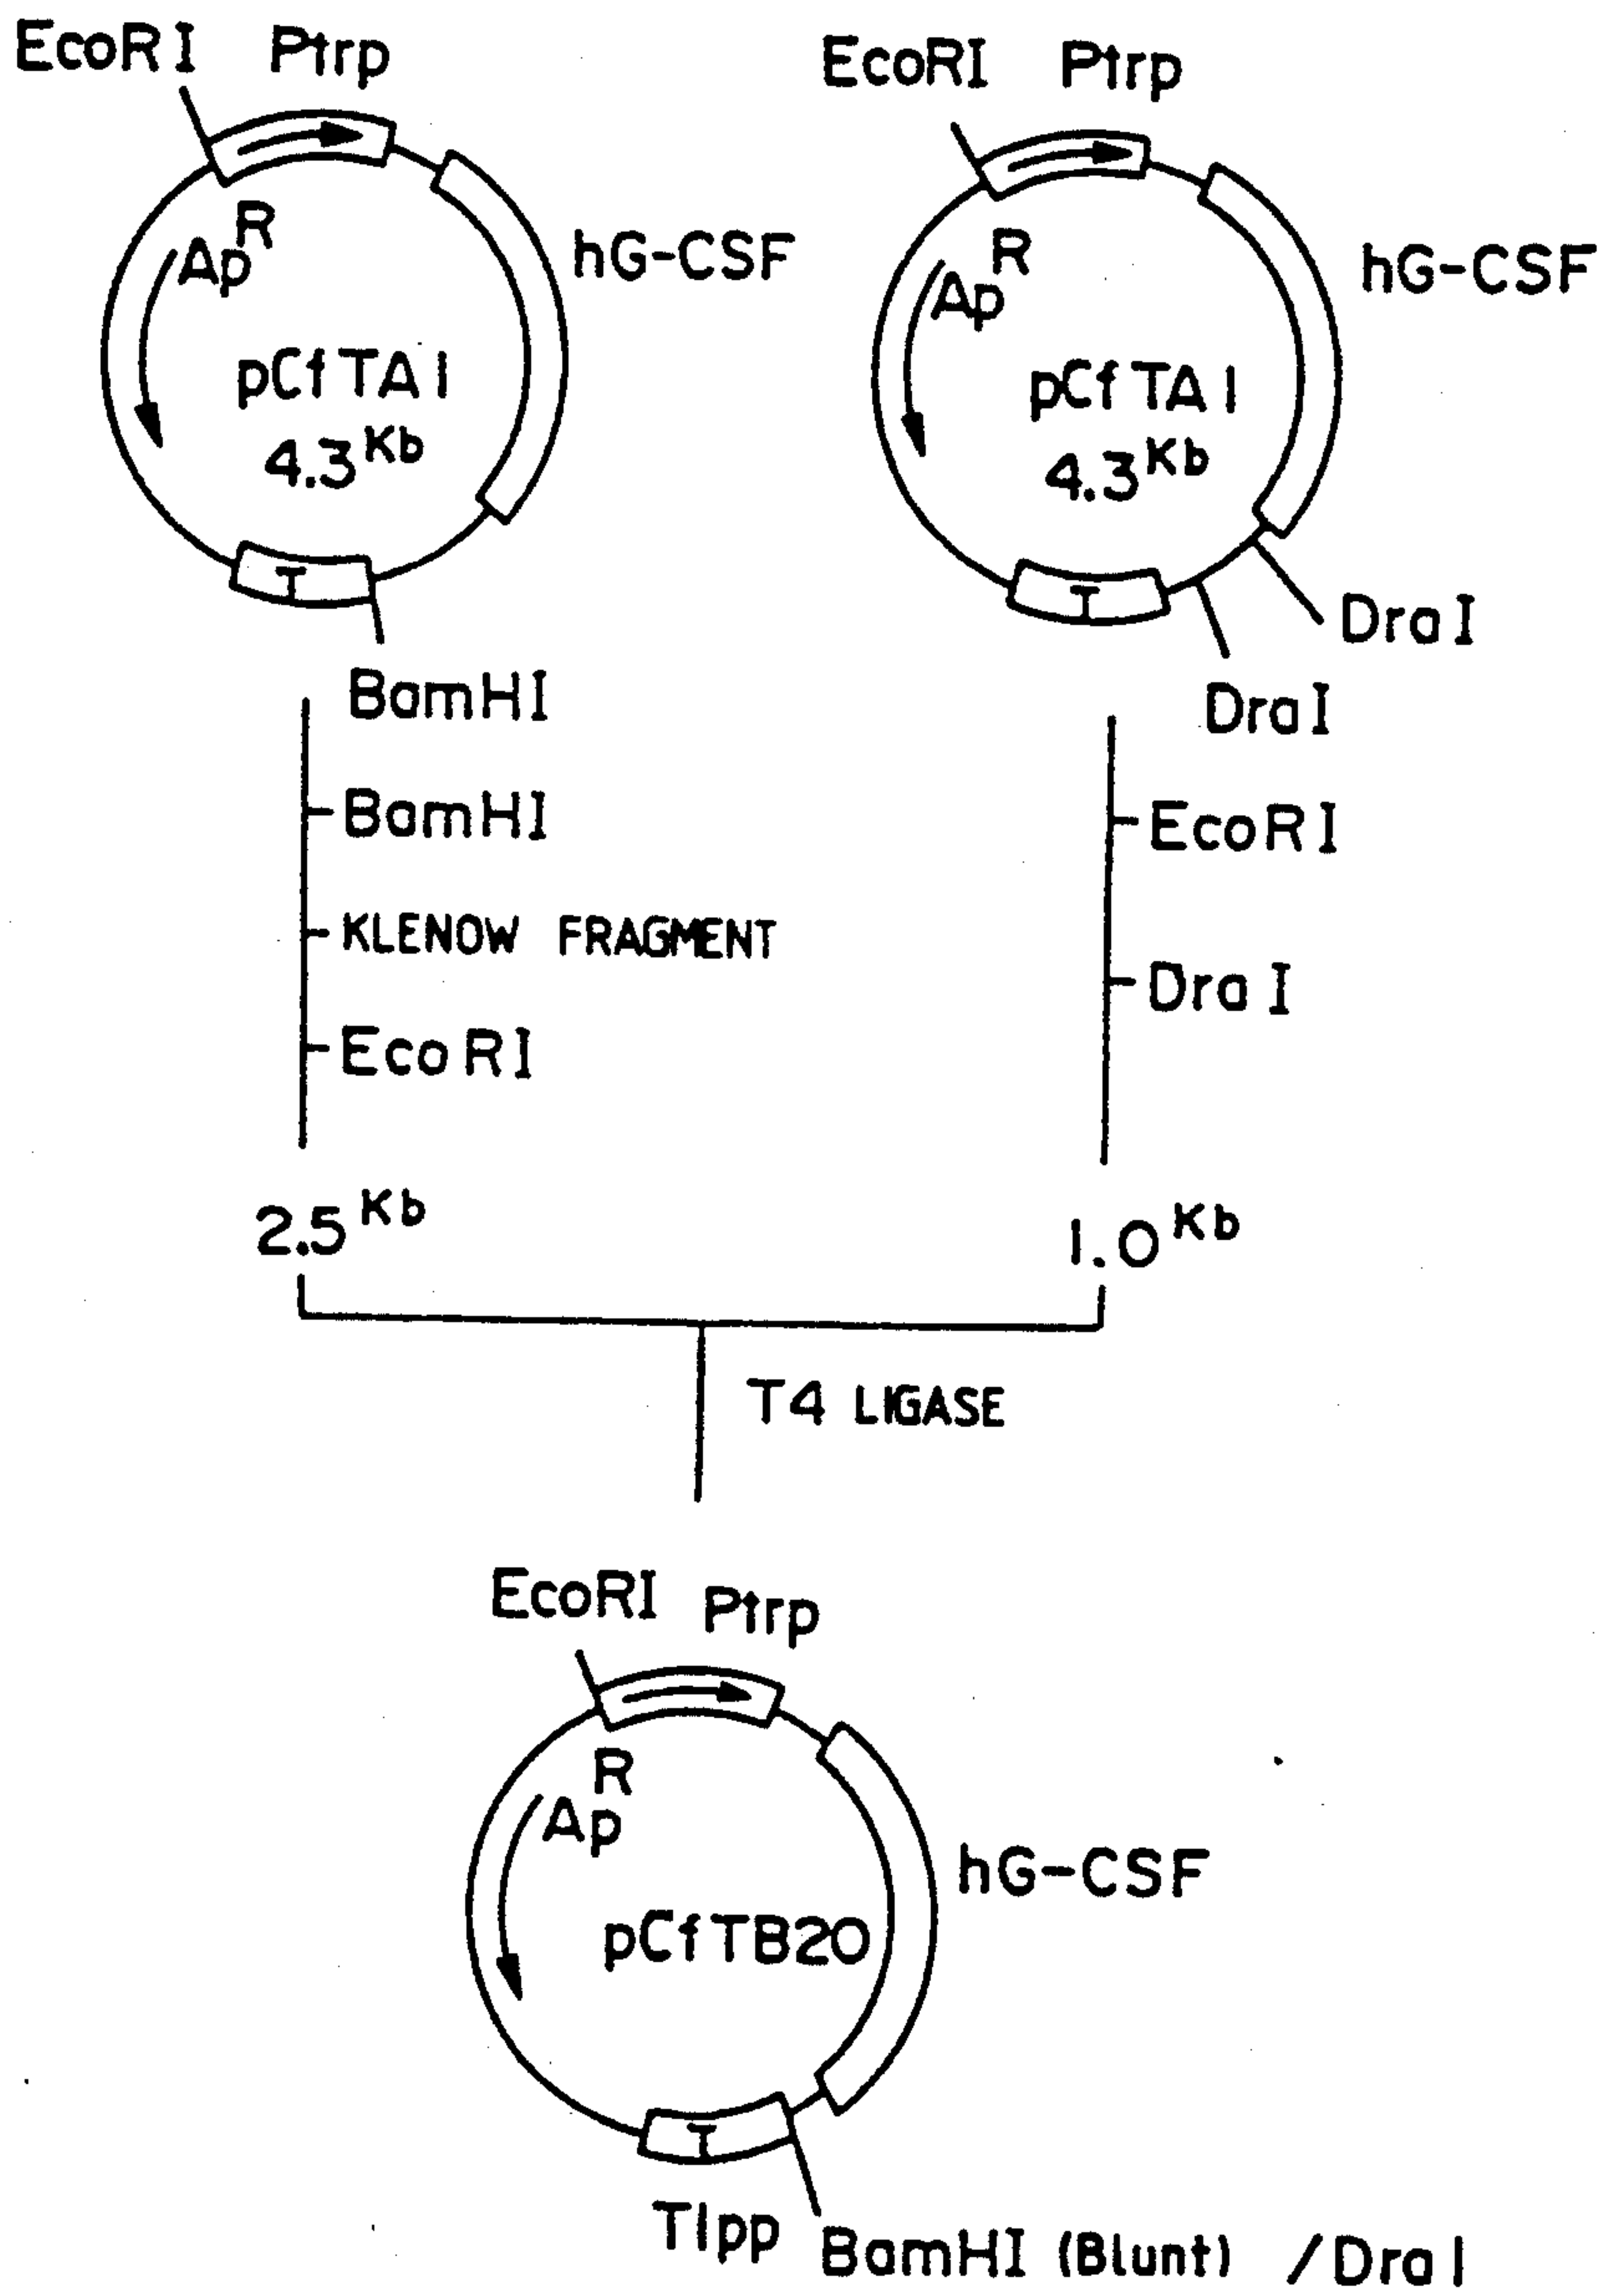 EcoRI Ptrp
Ap^R
hG-CSF
pCfTA1
4.3 Kb
T
BamHI
BamHI
KLENOW FRAGMENT
EcoRI
2.5 Kb
EcoRI Ptrp
Ap^R
hG-CSF
pCfTA1
4.3 Kb
T
DraI
DraI
EcoRI
DraI
1.0 Kb
T4 LIGASE
EcoRI Ptrp
Ap^R
hG-CSF
pCfTB20
T
Tlpp BamHI (Blunt) /DraI